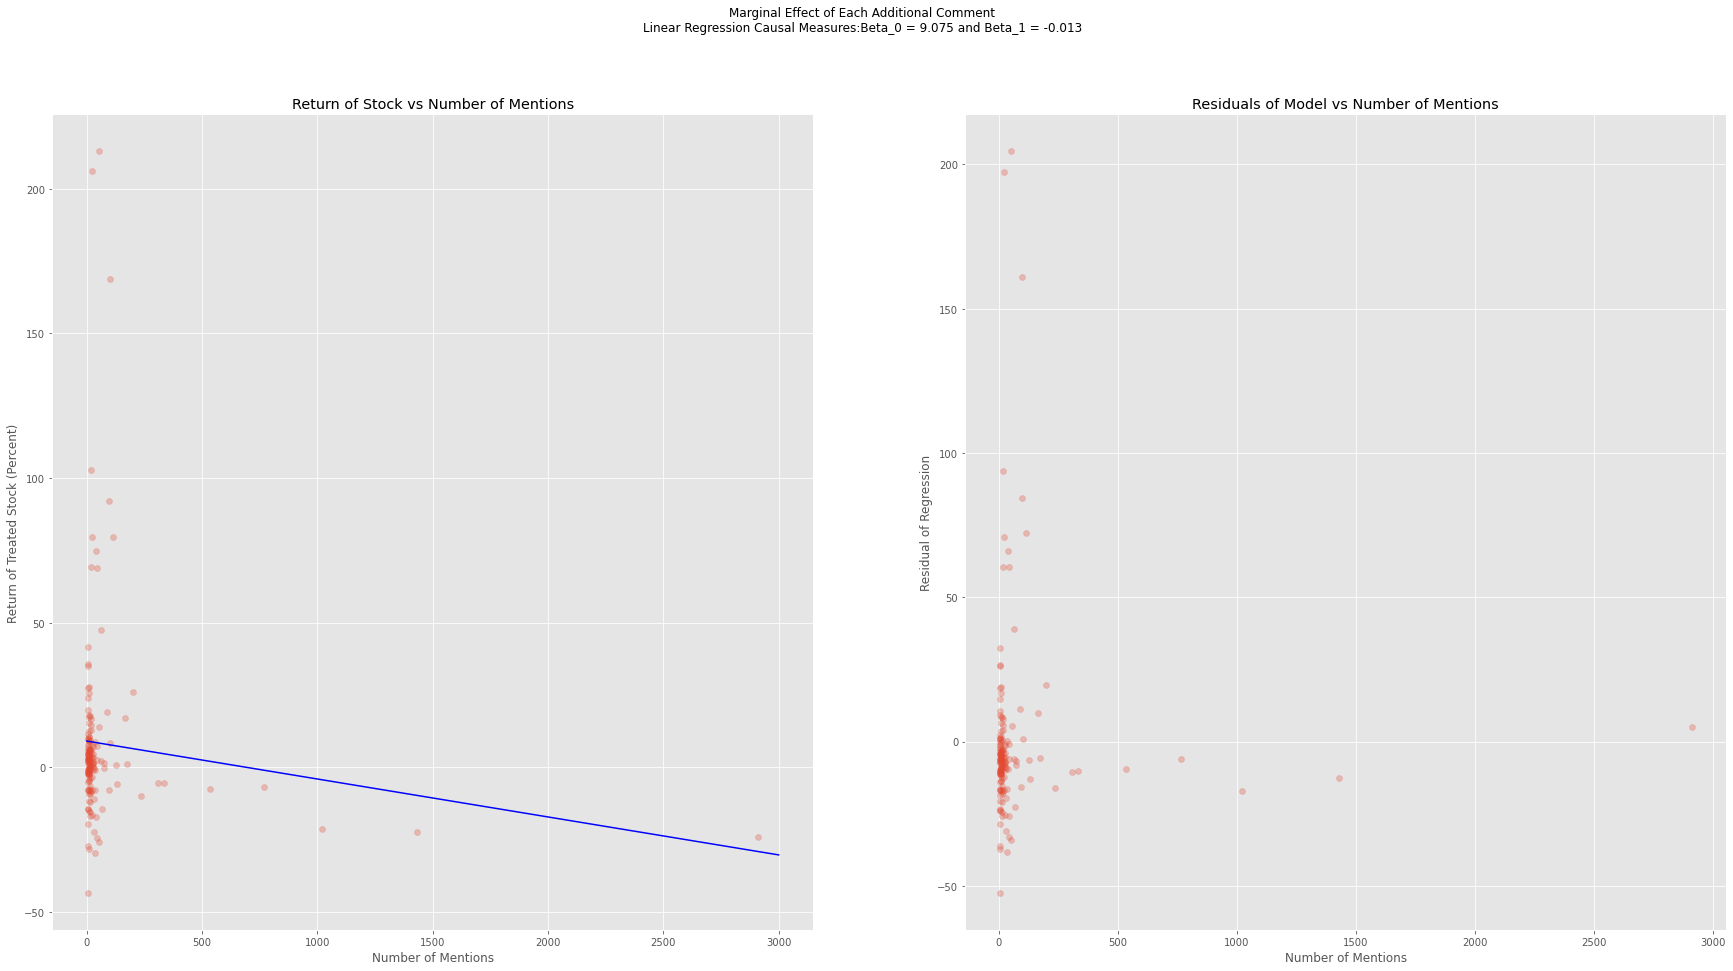 Marginal Effect of Each Additional Comment
Linear Regression Causal Measures:Beta_0 = 9.075 and Beta_1 = -0.013
Return of Stock vs Number of Mentions
Return of Treated Stock (Percent)
200
150
100
50
0
−50
0 500 1000 1500 2000 2500 3000
Number of Mentions
Residuals of Model vs Number of Mentions
Residual of Regression
200
150
100
50
0
−50
0 500 1000 1500 2000 2500 3000
Number of Mentions